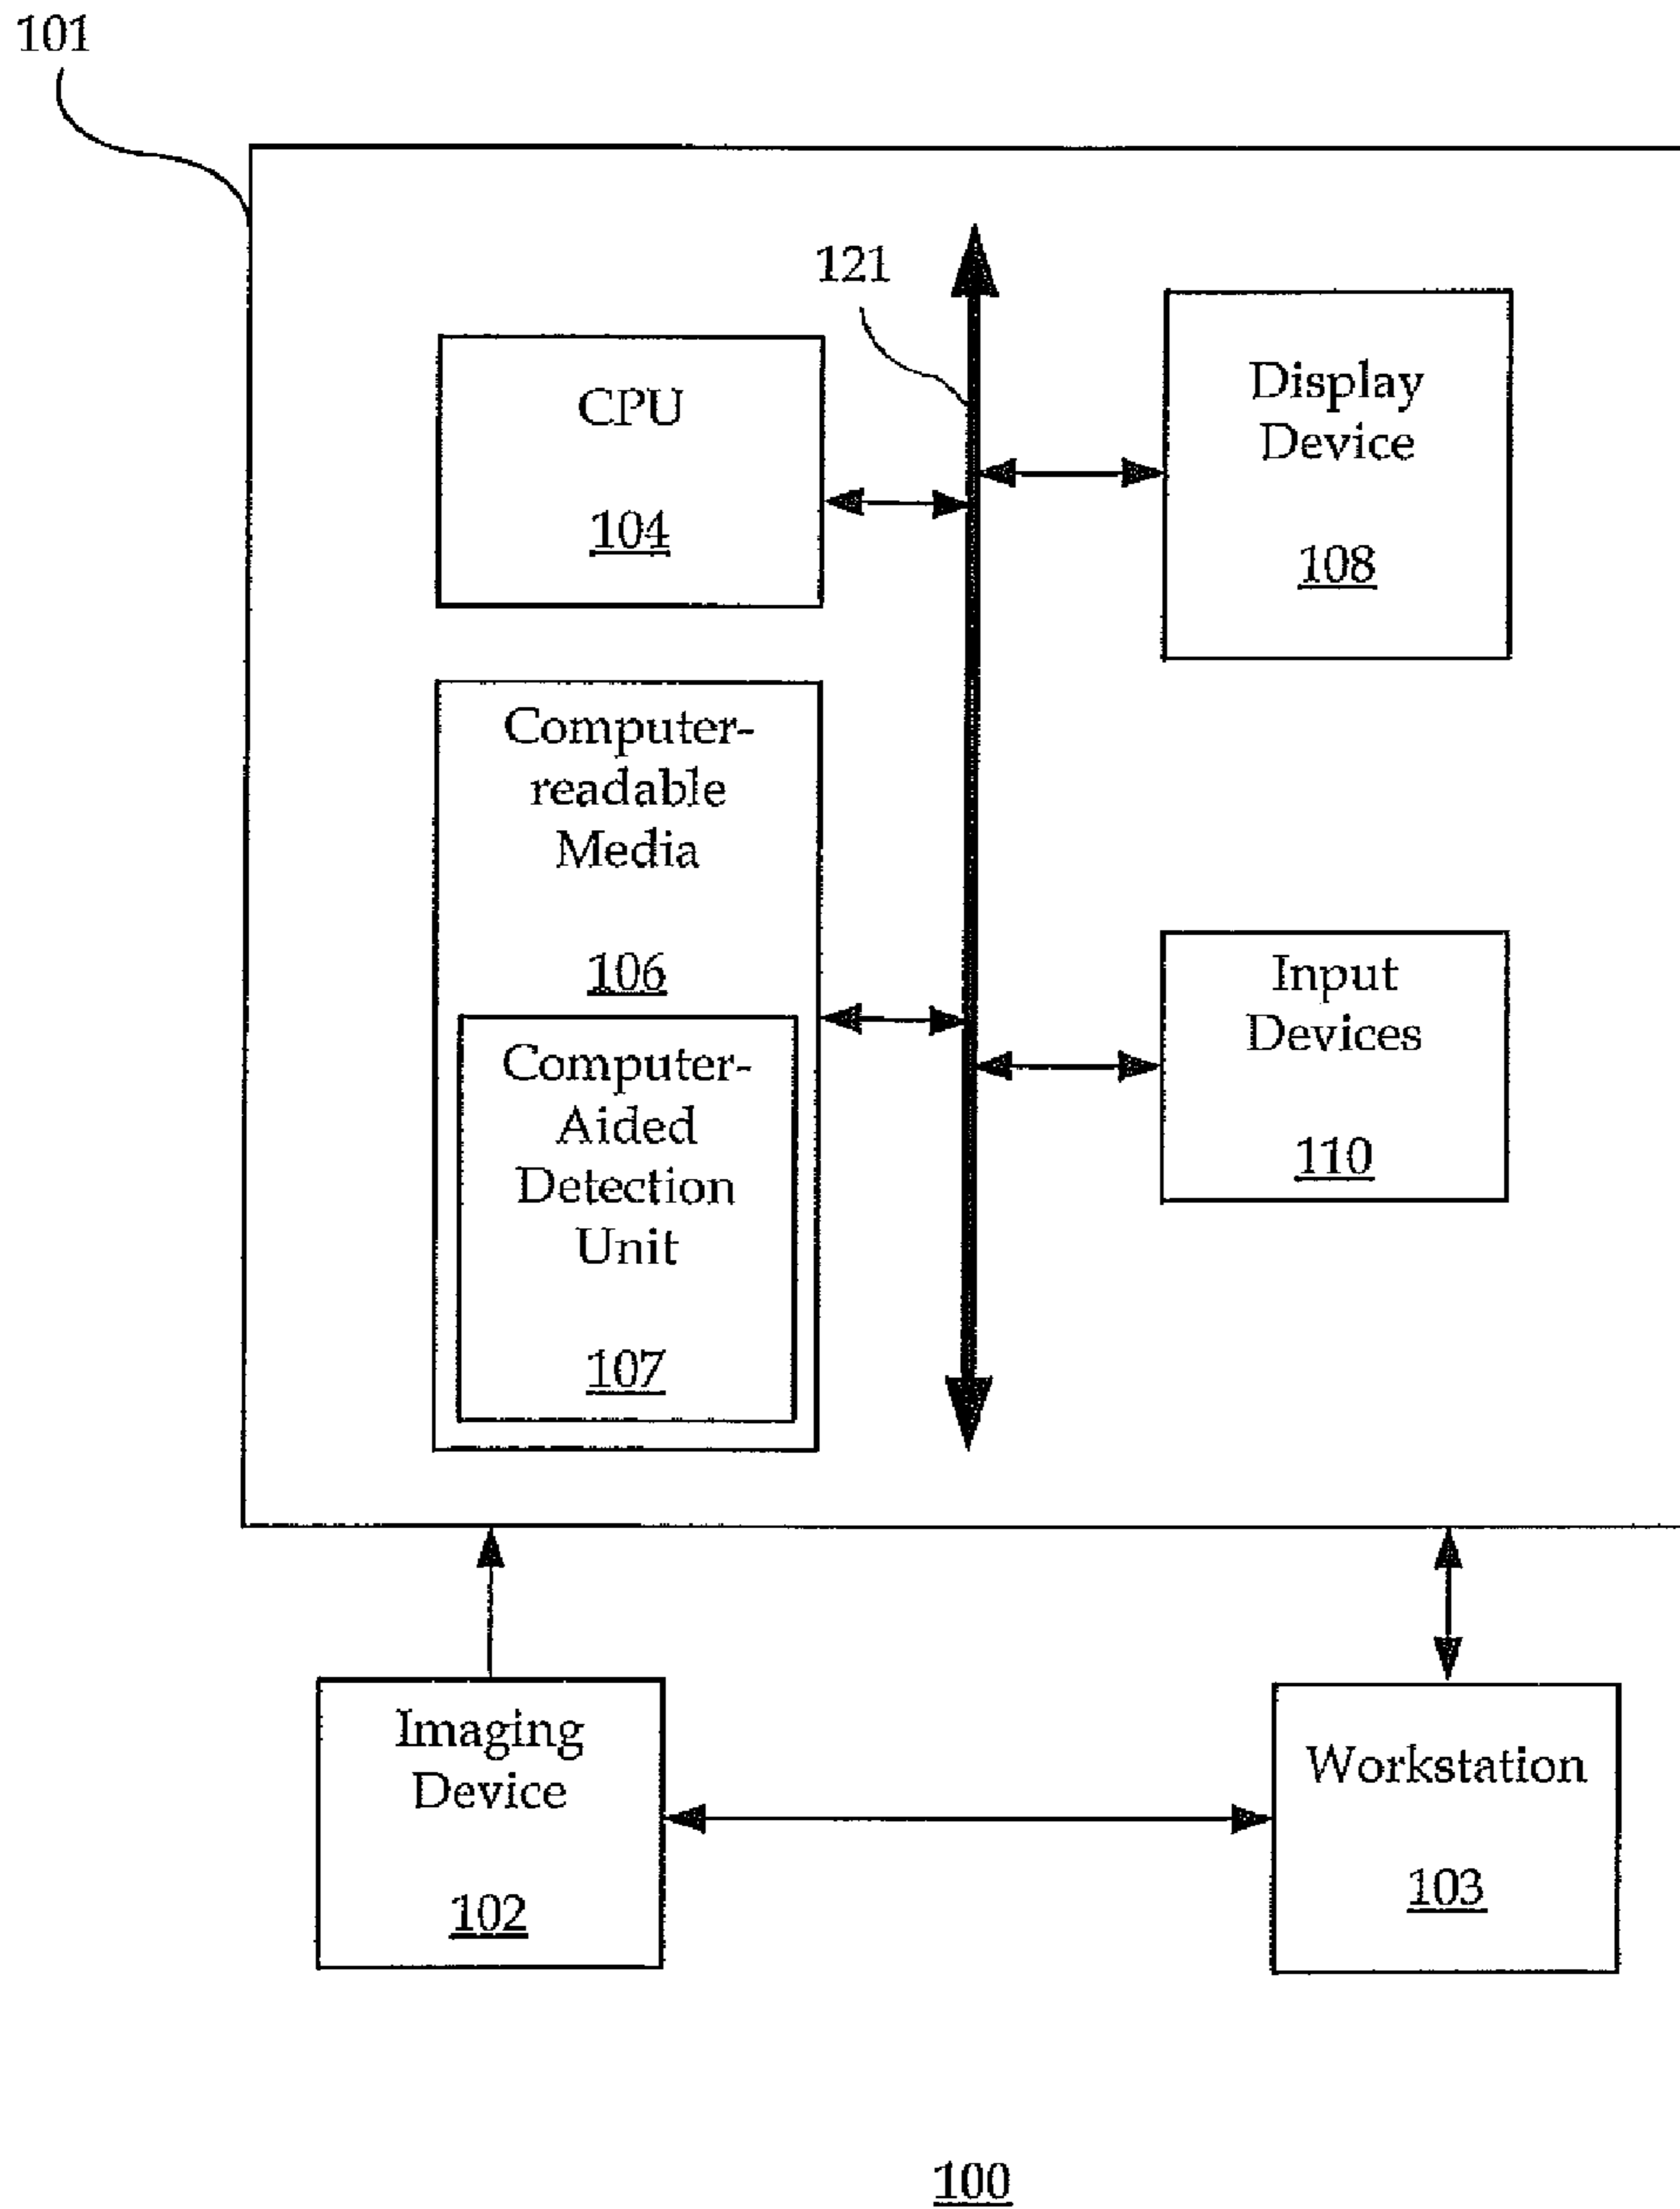 101
121
CPU
104
Display
Device
108
Computer-
readable
Media
106
Computer-
Aided
Detection
Unit
107
Input
Devices
110
Imaging
Device
102
Workstation
103
100